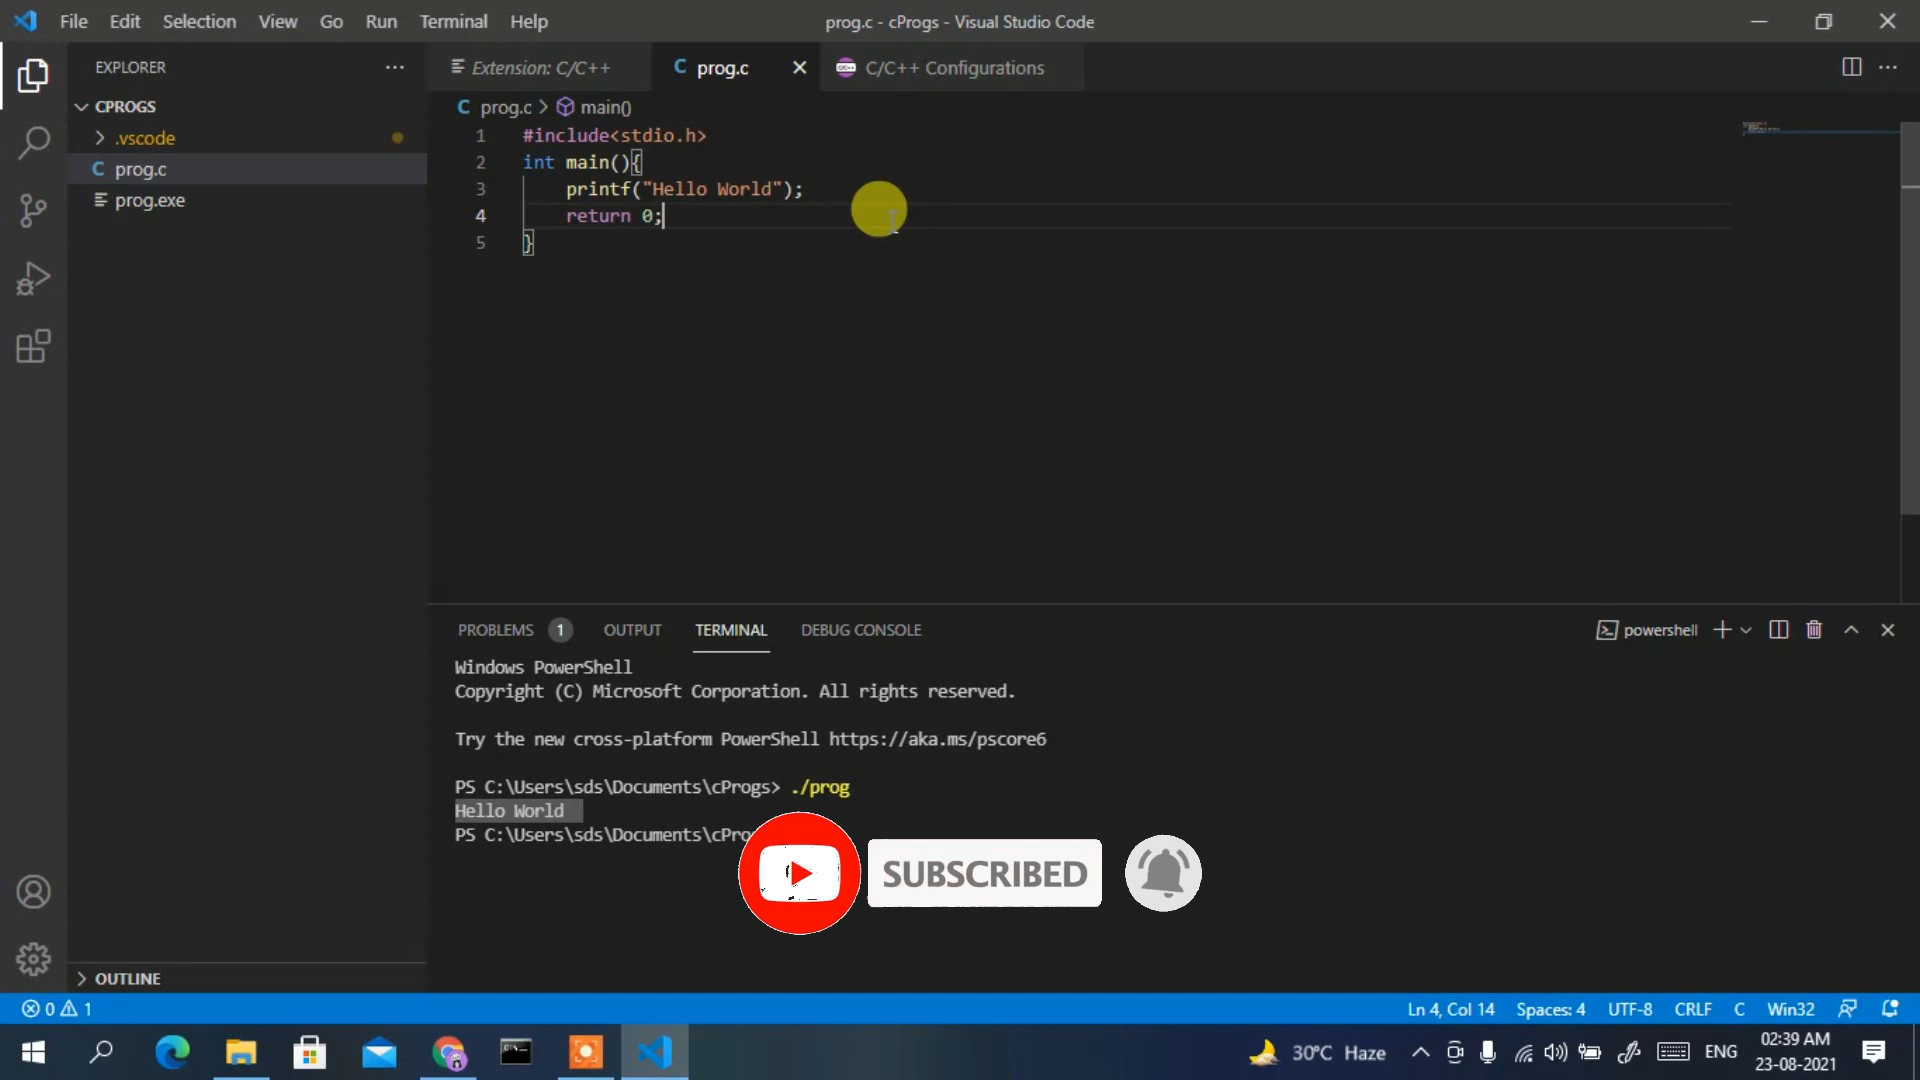 File Edit Selection View Go Run Terminal Help
prog.c - cProgs - Visual Studio Code
EXPLORER
CPROGS
.vscode
prog.c
prog.exe
OUTLINE
Extension: C/C++
C prog.c
C/C++ Configurations
C prog.c > main()
1 #include<stdio.h>
2 int main(){
3 printf("Hello World");
4 return 0;
5 }
PROBLEMS 1 OUTPUT TERMINAL DEBUG CONSOLE
powershell
Windows PowerShell
Copyright (C) Microsoft Corporation. All rights reserved.
Try the new cross-platform PowerShell https://aka.ms/pscore6
PS C:\Users\sds\Documents\cProgs> ./prog
Hello World
PS C:\Users\sds\Documents\cPro
SUBSCRIBED
0 1
Ln 4, Col 14 Spaces: 4 UTF-8 CRLF C Win32
30°C Haze
ENG
02:39 AM
23-08-2021